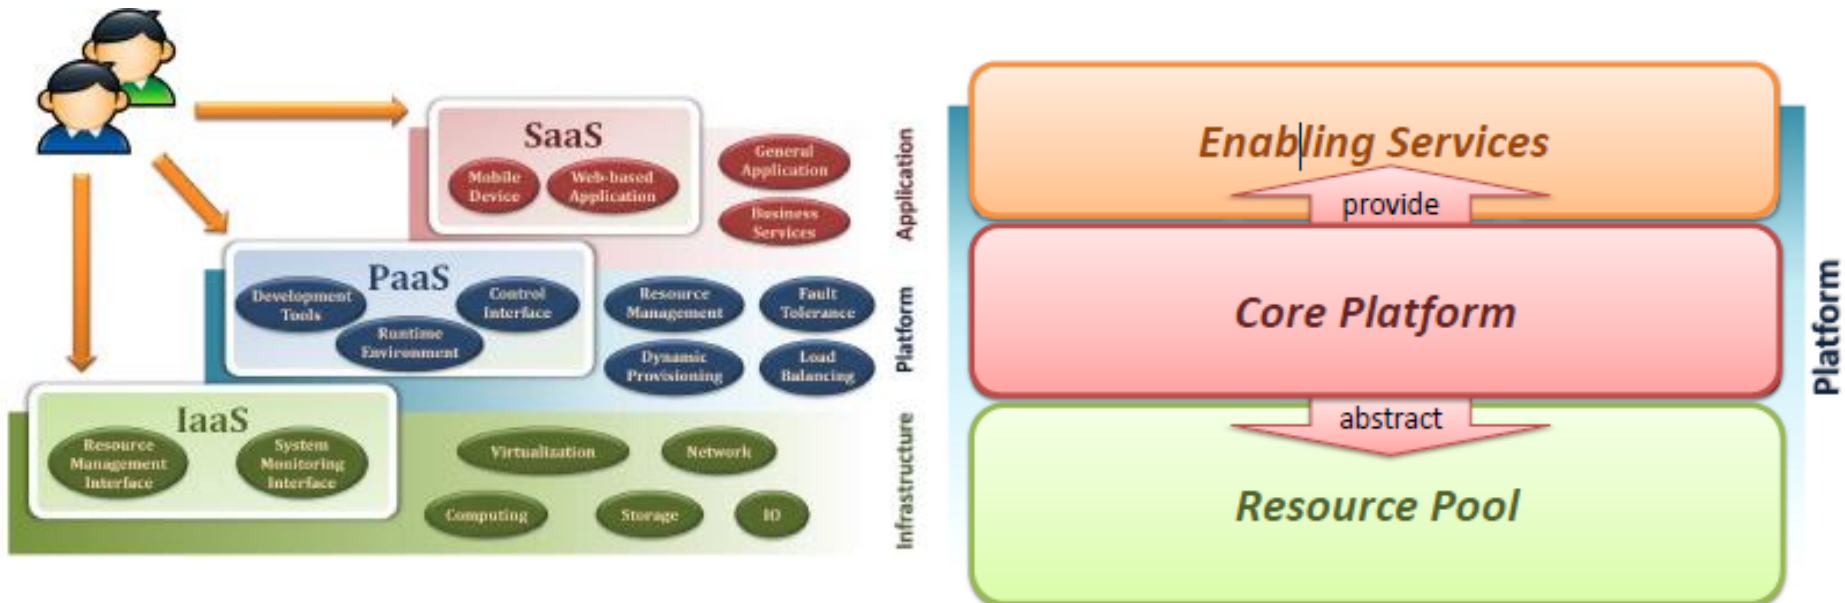 SaaS
Mobile
Device
Web-based
Application
General
Application
Business
Services
Application
PaaS
Development
Tools
Control
Interface
Runtime
Environment
Resource
Management
Fault
Tolerance
Dynamic
Provisioning
Load
Balancing
Platform
IaaS
Resource
Management
Interface
System
Monitoring
Interface
Virtualization
Network
Computing
Storage
IO
Infrastructure
Enabling Services
provide
Core Platform
abstract
Resource Pool
Platform